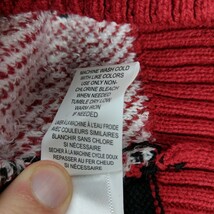 MACHINE WASH COLD
WITH LIKE COLORS
USE ONLY NON-
CHLORINE BLEACH
WHEN NEEDED
TUMBLE DRY LOW
WARM IRON
IF NEEDED
LAVER À LA MACHINE À L'EAU FROIDE
AVEC COULEURS SIMILAIRES
BLANCHIR SANS CHLORE
SI NÉCESSAIRE
SÉCHER À LA MACHINE CYCLE DOUX
REPASSER AU FER CHAUD
SI NÉCESSAIRE